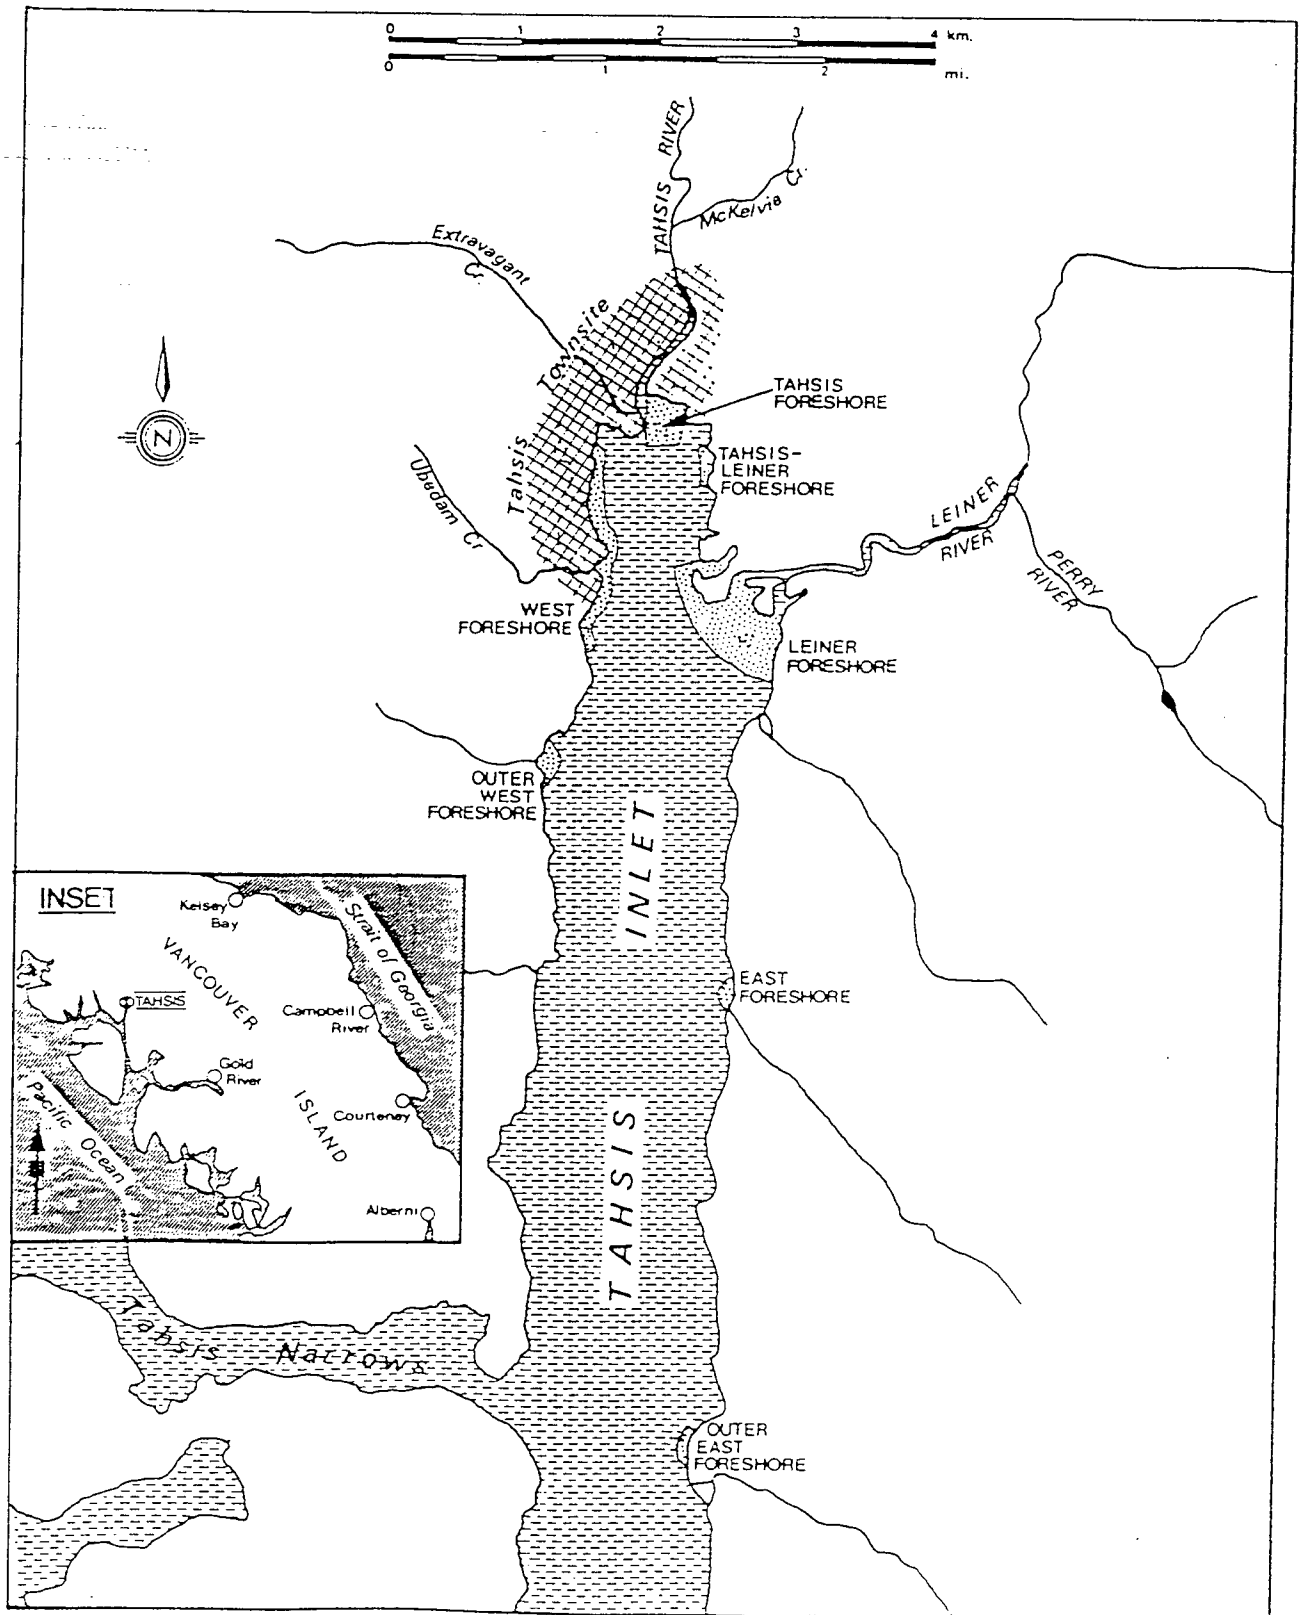 0 1 2 3 4 km.
0 1 2 mi.
TAHSIS RIVER
McKelvie Cr.
Extravagant
Cr.
Tahsis Townsite
N
TAHSIS
FORESHORE
TAHSIS-
LEINER
FORESHORE
Ubedam Cr
LEINER
RIVER
PERRY
RIVER
WEST
FORESHORE
LEINER
FORESHORE
OUTER
WEST
FORESHORE
TAHSIS INLET
EAST
FORESHORE
INSET
Kelsey
Bay
Strait of Georgia
VANCOUVER
ISLAND
TAHSIS
Campbell
River
Gold
River
Courtenay
Pacific Ocean
Alberni
Tahsis Narrows
OUTER
EAST
FORESHORE